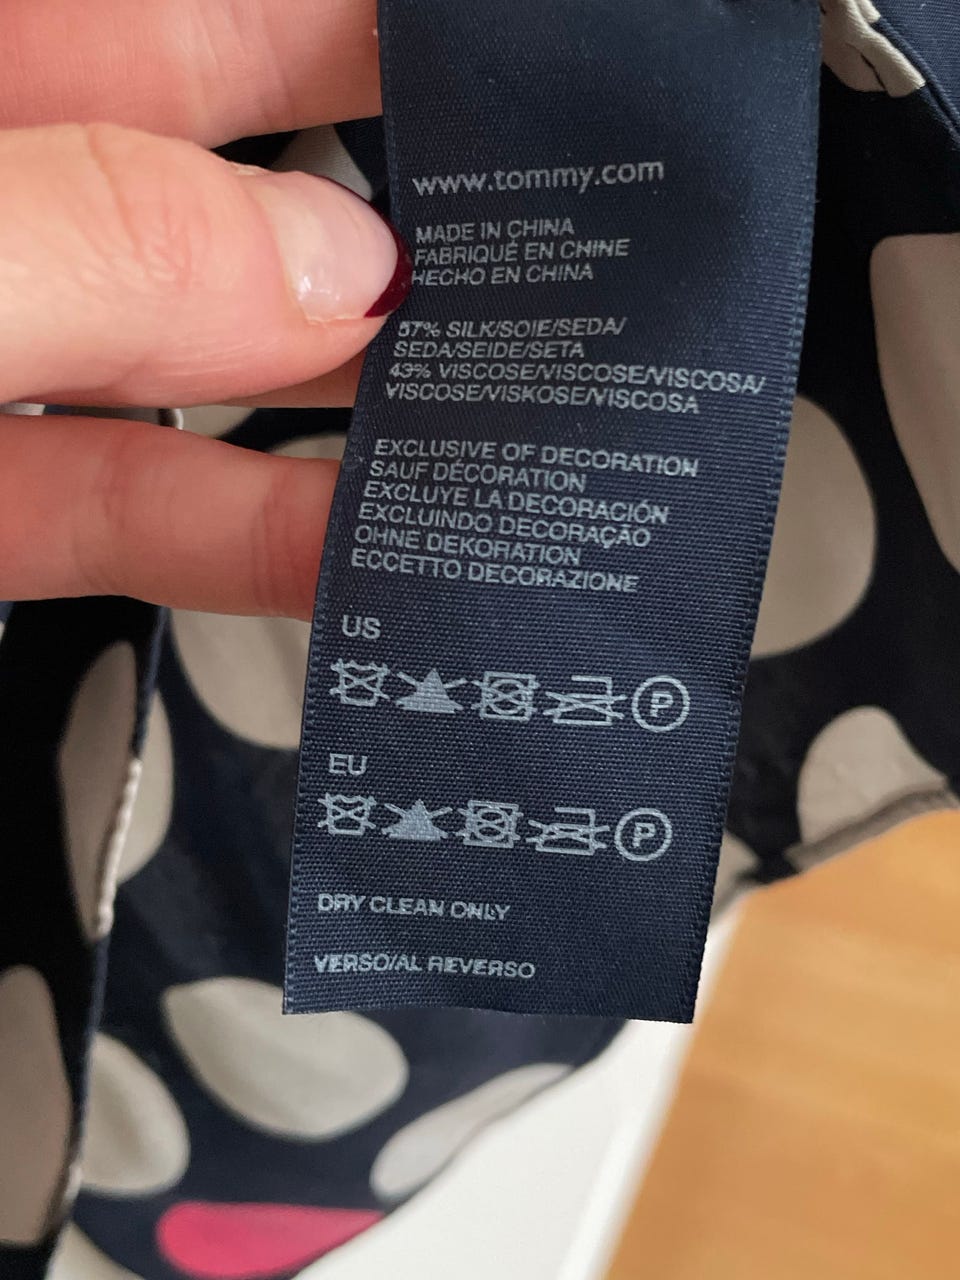 www.tommy.com
MADE IN CHINA
FABRIQUÉ EN CHINE
HECHO EN CHINA
57% SILK/SOIE/SEDA/
SEDA/SEIDE/SETA
43% VISCOSE/VISCOSE/VISCOSA/
VISCOSE/VISKOSE/VISCOSA
EXCLUSIVE OF DECORATION
SAUF DÉCORATION
EXCLUYE LA DECORACIÓN
EXCLUINDO DECORAÇÃO
OHNE DEKORATION
ECCETTO DECORAZIONE
US
P
EU
P
DRY CLEAN ONLY
VERSO/AL REVERSO